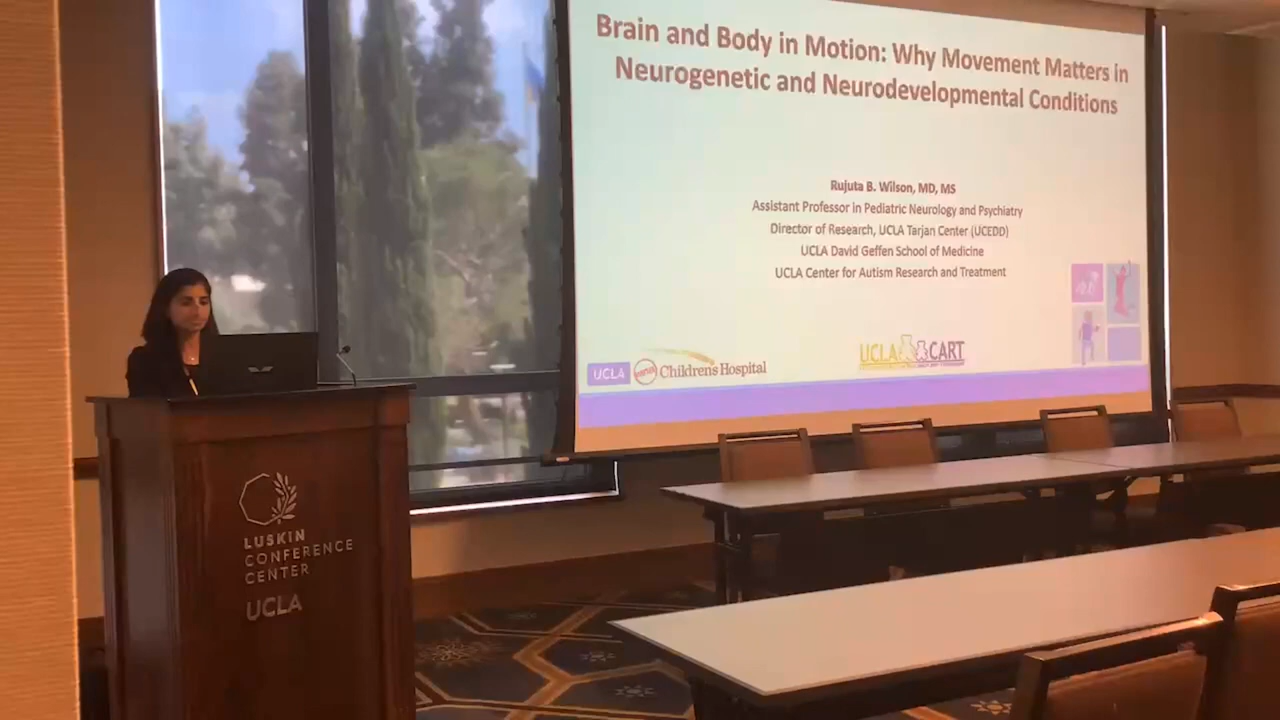 Brain and Body in Motion: Why Movement Matters in
Neurogenetic and Neurodevelopmental Conditions
Rujuta B. Wilson, MD, MS
Assistant Professor in Pediatric Neurology and Psychiatry
Director of Research, UCLA Tarjan Center (UCEDD)
UCLA David Geffen School of Medicine
UCLA Center for Autism Research and Treatment
UCLA
Children's Hospital
UCLA CART
LUSKIN
CONFERENCE
CENTER
UCLA